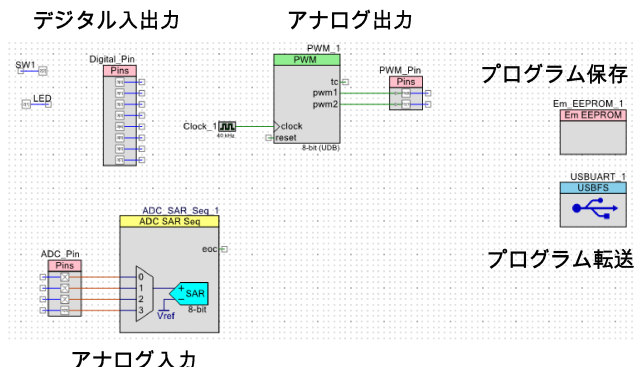 デジタル入出力
アナログ出力
プログラム保存
プログラム転送
アナログ入力
SW1
LED
Digital_Pin
Pins
Clock_1
PWM_1
PWM
tc
pwm1
pwm2
clock
reset
8-bit (UDB)
PWM_Pin
Pins
Em_EEPROM_1
Em EEPROM
USBUART_1
USBFS
ADC_SAR_Seq_1
ADC SAR Seq
eoc
ADC_Pin
Pins
0
1
2
3
SAR
Vref
8-bit